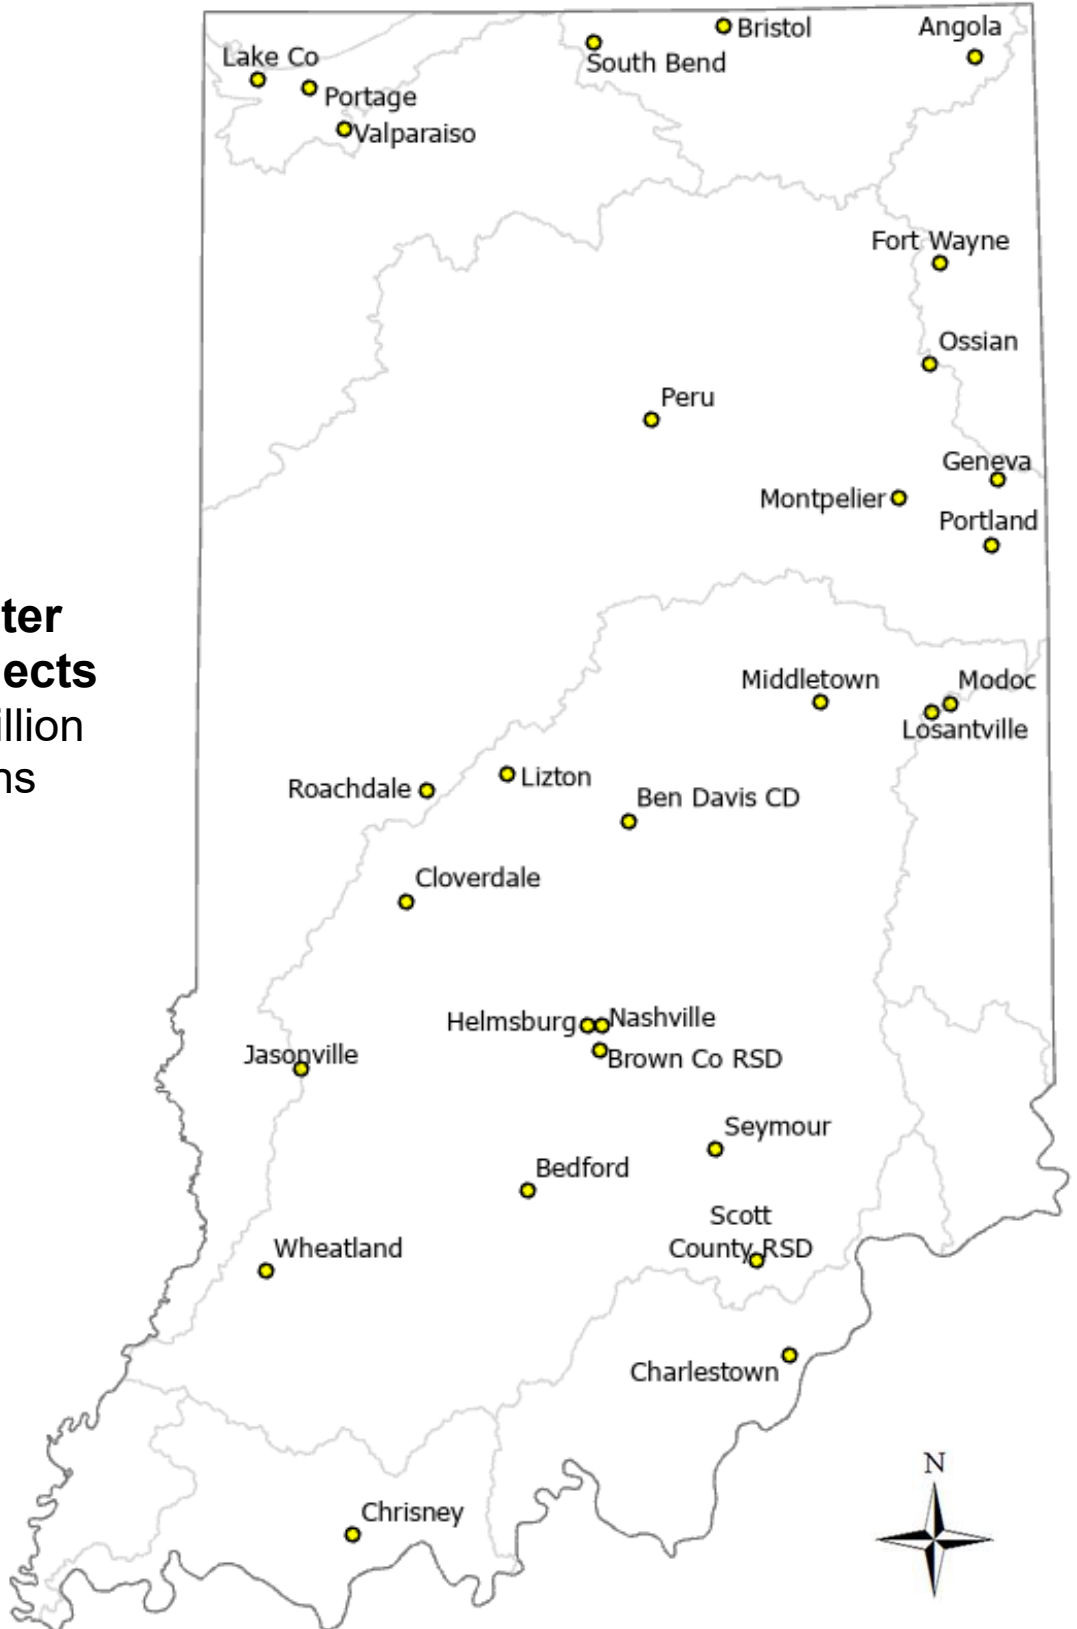 Bristol
Angola
Lake Co
South Bend
Portage
Valparaiso
Fort Wayne
Ossian
Peru
Geneva
Montpelier
Portland
ter
ects
illion
ns
Middletown
Modoc
Losantville
Lizton
Roachdale
Ben Davis CD
Cloverdale
Helmsburg
Nashville
Jasonville
Brown Co RSD
Seymour
Bedford
Scott
County RSD
Wheatland
Charlestown
N
Chrisney